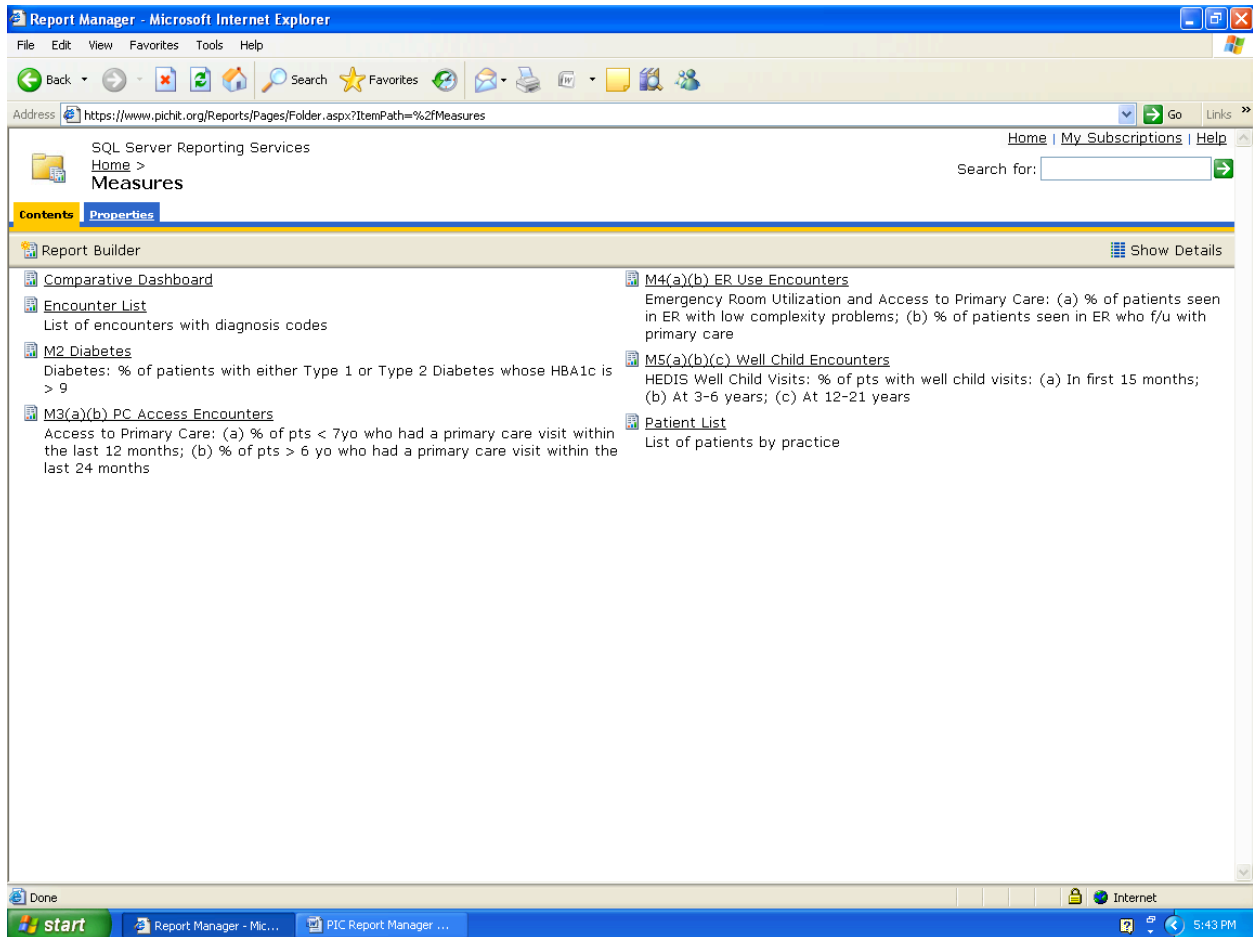 Report Manager - Microsoft Internet Explorer
File Edit View Favorites Tools Help
Back Search Favorites
Address https://www.pichit.org/Reports/Pages/Folder.aspx?ItemPath=%2fMeasures Go Links »
Home | My Subscriptions | Help
SQL Server Reporting Services
Home >
Measures
Search for:
Contents Properties
Report Builder Show Details
Comparative Dashboard
Encounter List
List of encounters with diagnosis codes
M2 Diabetes
Diabetes: % of patients with either Type 1 or Type 2 Diabetes whose HBA1c is
> 9
M3(a)(b) PC Access Encounters
Access to Primary Care: (a) % of pts < 7yo who had a primary care visit within
the last 12 months; (b) % of pts > 6 yo who had a primary care visit within the
last 24 months
M4(a)(b) ER Use Encounters
Emergency Room Utilization and Access to Primary Care: (a) % of patients seen
in ER with low complexity problems; (b) % of patients seen in ER who f/u with
primary care
M5(a)(b)(c) Well Child Encounters
HEDIS Well Child Visits: % of pts with well child visits: (a) In first 15 months;
(b) At 3-6 years; (c) At 12-21 years
Patient List
List of patients by practice
Done Internet
start Report Manager - Mic... PIC Report Manager ... 5:43 PM